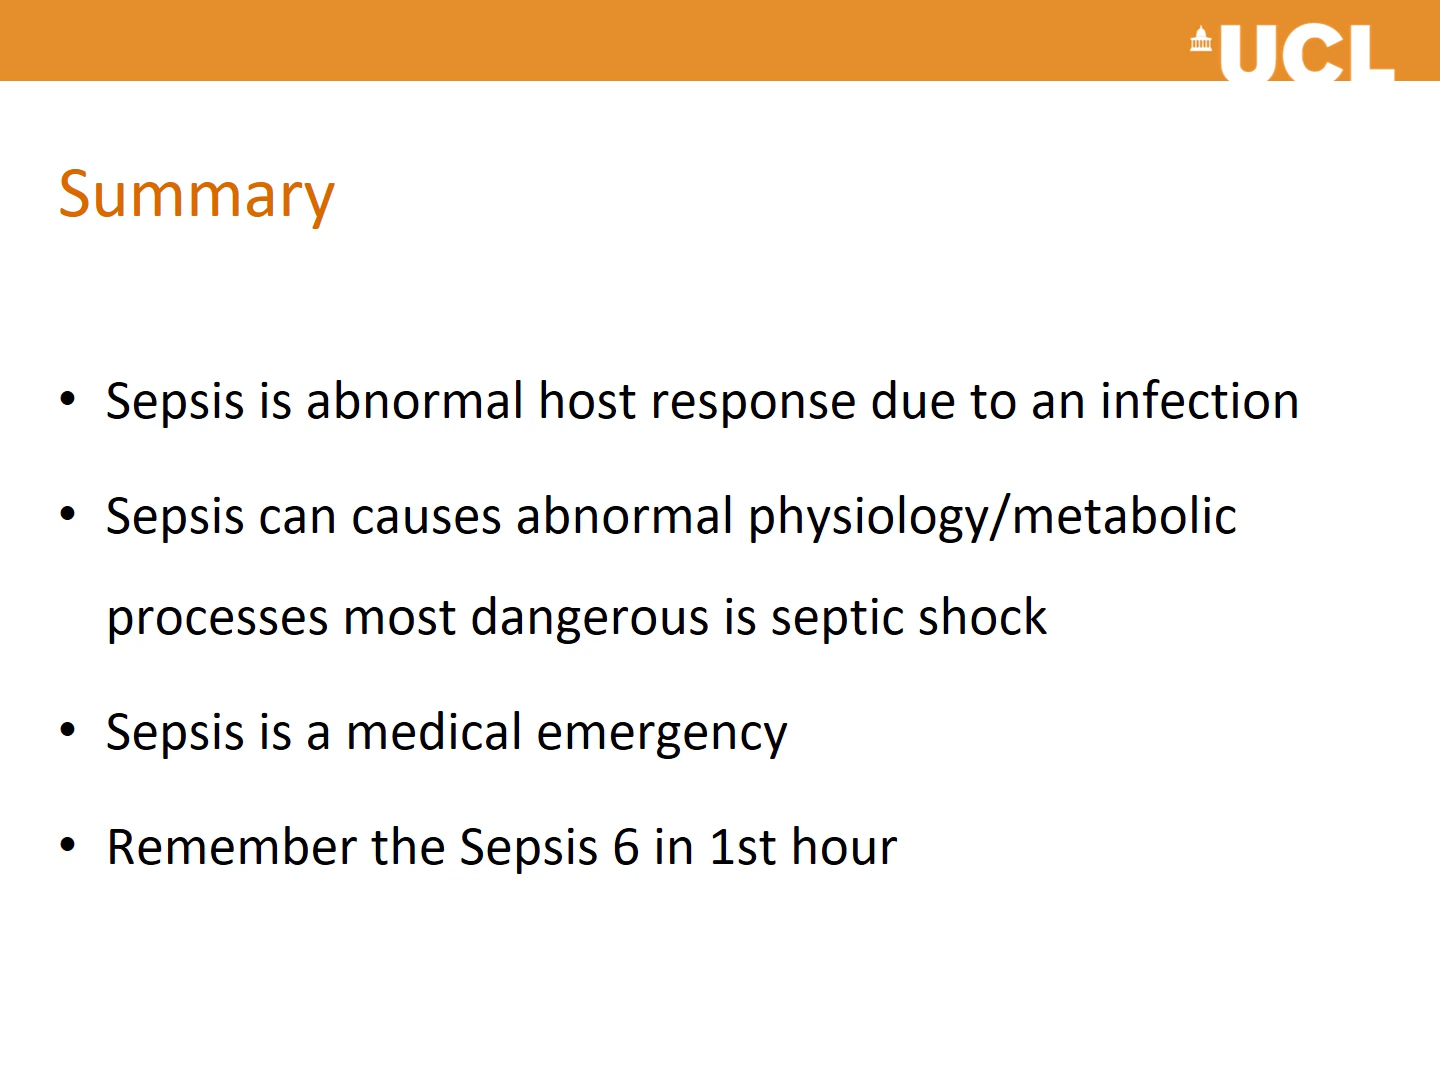 UCL
Summary
• Sepsis is abnormal host response due to an infection
• Sepsis can causes abnormal physiology/metabolic
processes most dangerous is septic shock
• Sepsis is a medical emergency
• Remember the Sepsis 6 in 1st hour